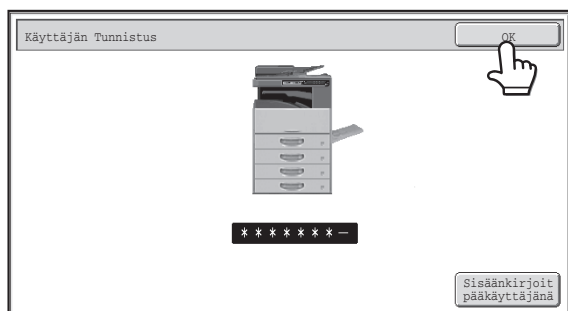 Käyttäjän Tunnistus
OK
*******–
Sisäänkirjoit
pääkäyttäjänä